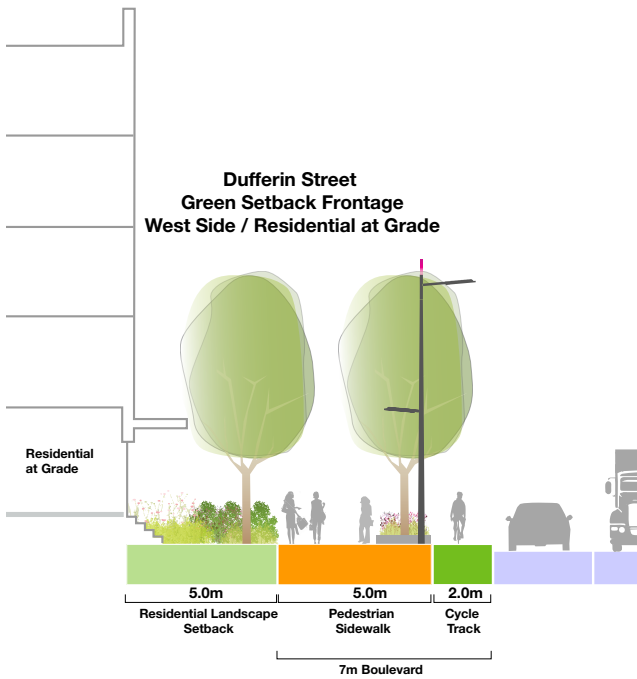 Dufferin Street
Green Setback Frontage
West Side / Residential at Grade
Residential
at Grade
5.0m
5.0m
2.0m
Residential Landscape
Setback
Pedestrian
Sidewalk
Cycle
Track
7m Boulevard